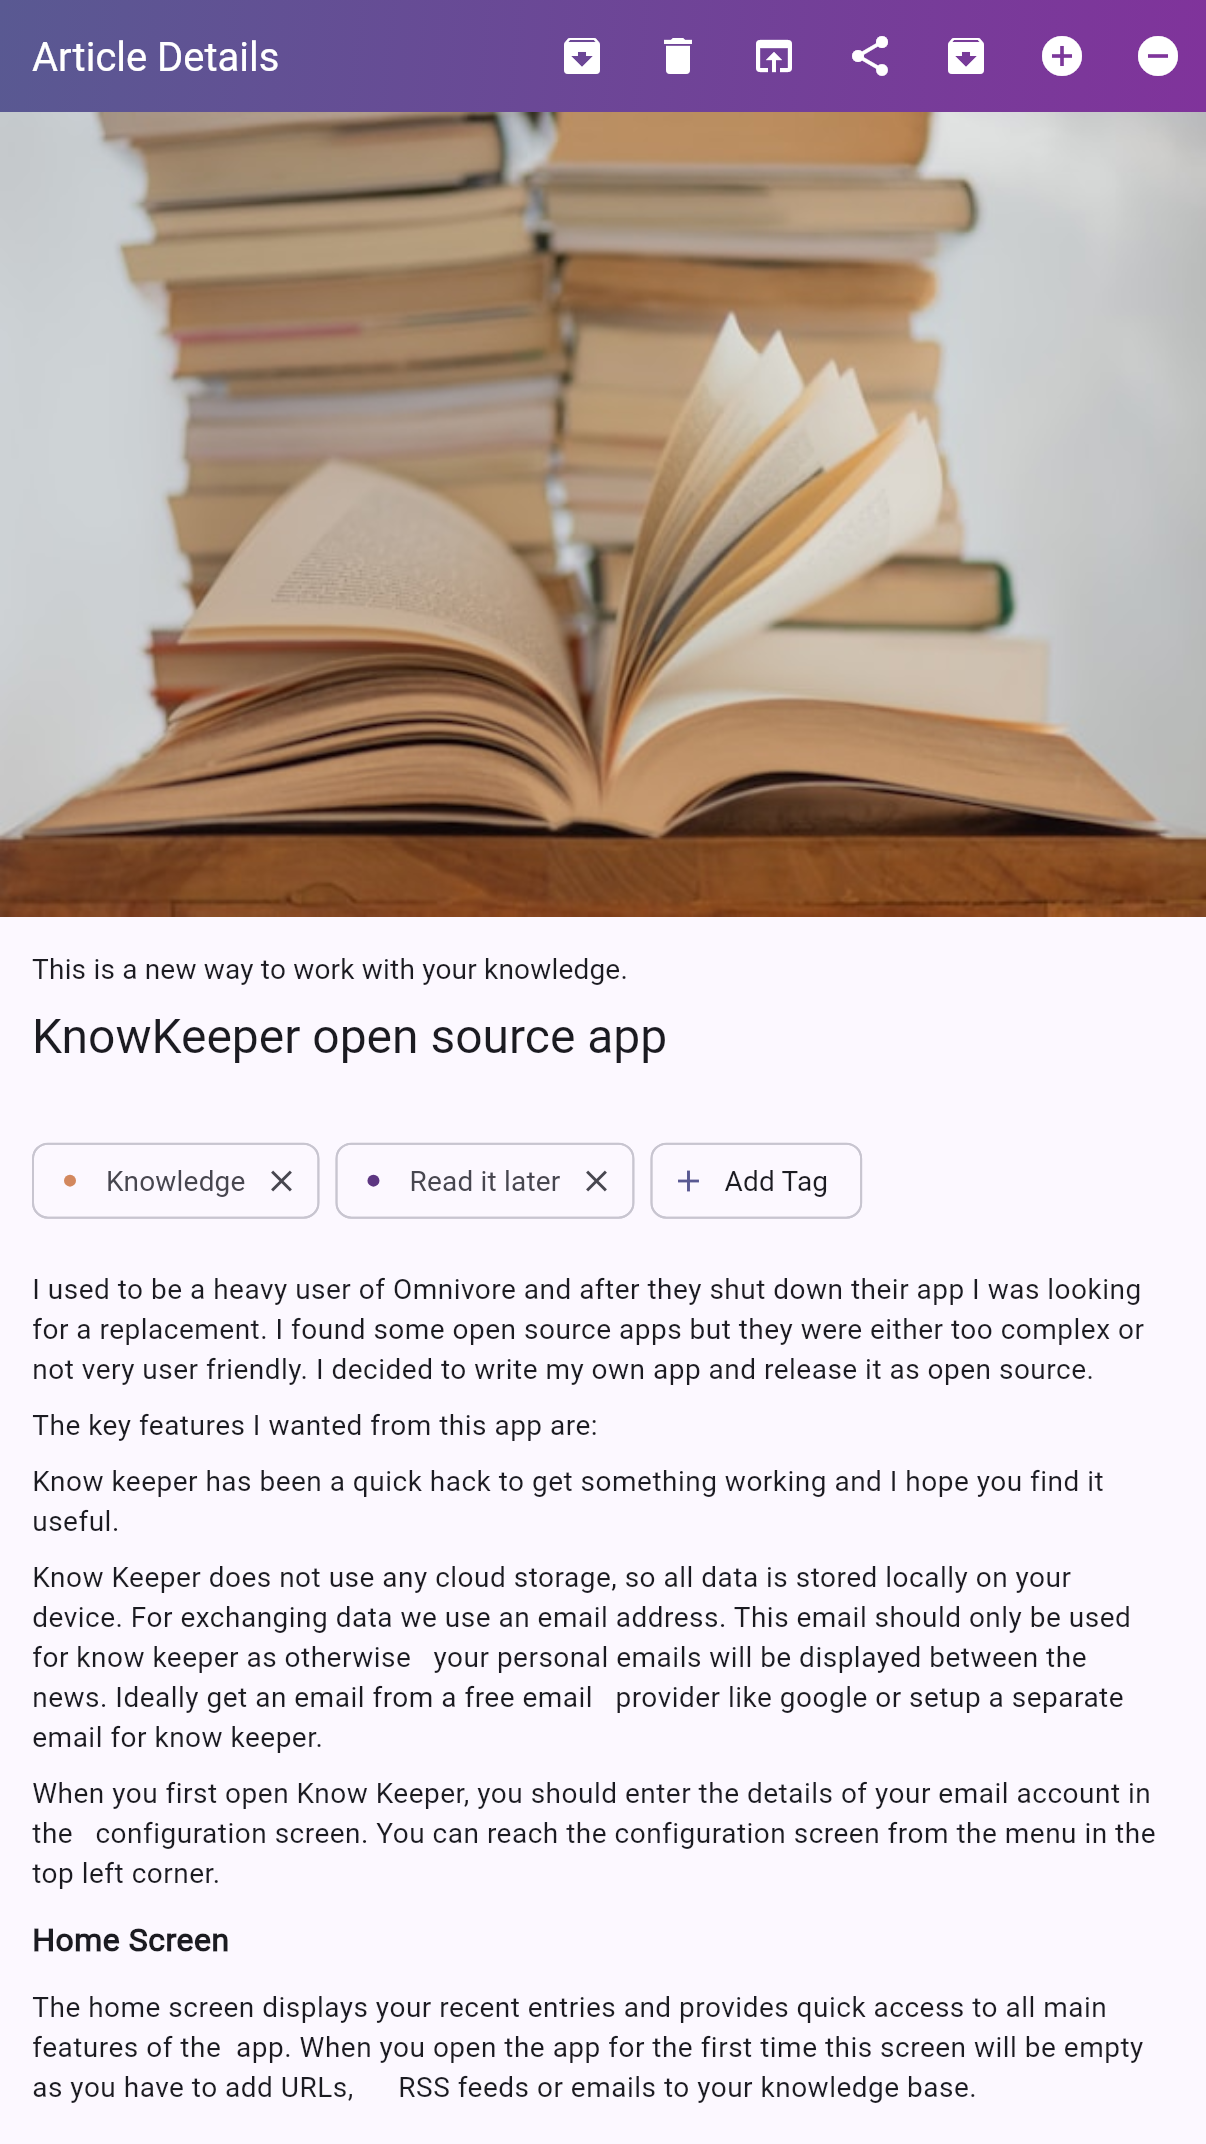 Article Details
This is a new way to work with your knowledge.
KnowKeeper open source app
Knowledge
Read it later
Add Tag
I used to be a heavy user of Omnivore and after they shut down their app I was looking
for a replacement. I found some open source apps but they were either too complex or
not very user friendly. I decided to write my own app and release it as open source.
The key features I wanted from this app are:
Know keeper has been a quick hack to get something working and I hope you find it
useful.
Know Keeper does not use any cloud storage, so all data is stored locally on your
device. For exchanging data we use an email address. This email should only be used
for know keeper as otherwise   your personal emails will be displayed between the
news. Ideally get an email from a free email   provider like google or setup a separate
email for know keeper.
When you first open Know Keeper, you should enter the details of your email account in
the   configuration screen. You can reach the configuration screen from the menu in the
top left corner.
Home Screen
The home screen displays your recent entries and provides quick access to all main
features of the  app. When you open the app for the first time this screen will be empty
as you have to add URLs,      RSS feeds or emails to your knowledge base.